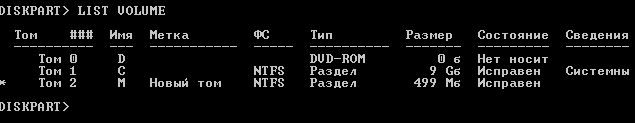 DISKPART> LIST VOLUME
Том ### Имя Метка ФС Тип Размер Состояние Сведения
---------- --- ----------- ----- ---------- ------- --------- --------
Том 0 D DVD-ROM 0 б Нет носит
Том 1 C NTFS Раздел 9 Gб Исправен Системны
* Том 2 M Новый том NTFS Раздел 499 Mб Исправен
DISKPART>